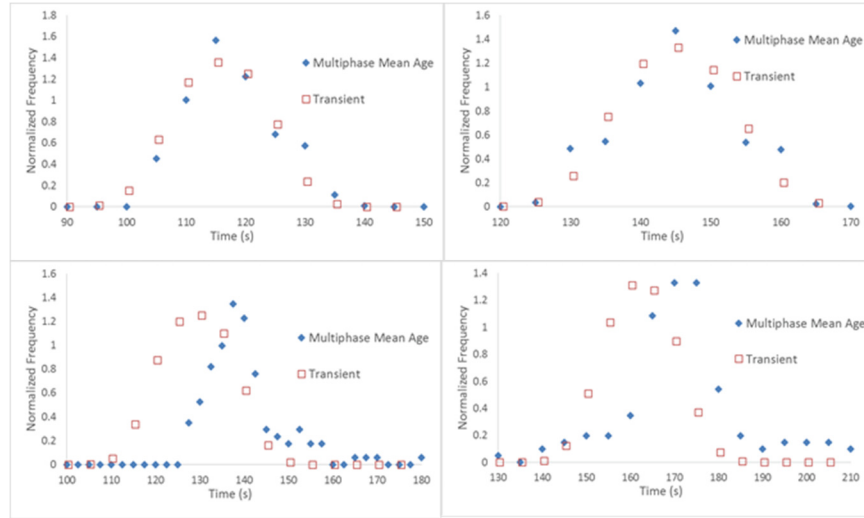 1.8
1.6
1.4
1.2
1
0.8
0.6
0.4
0.2
0
Normalized Frequency
90 100 110 120 130 140 150
Time (s)
Multiphase Mean Age
Transient
1.6
1.4
1.2
1
0.8
0.6
0.4
0.2
0
Normalized Frequency
120 130 140 150 160 170
Time (s)
Multiphase Mean Age
Transient
1.6
1.4
1.2
1
0.8
0.6
0.4
0.2
0
Normalized Frequency
100 110 120 130 140 150 160 170 180
Time (s)
Multiphase Mean Age
Transient
1.4
1.2
1
0.8
0.6
0.4
0.2
0
Normalized Frequency
130 140 150 160 170 180 190 200 210
Time (s)
Multiphase Mean Age
Transient